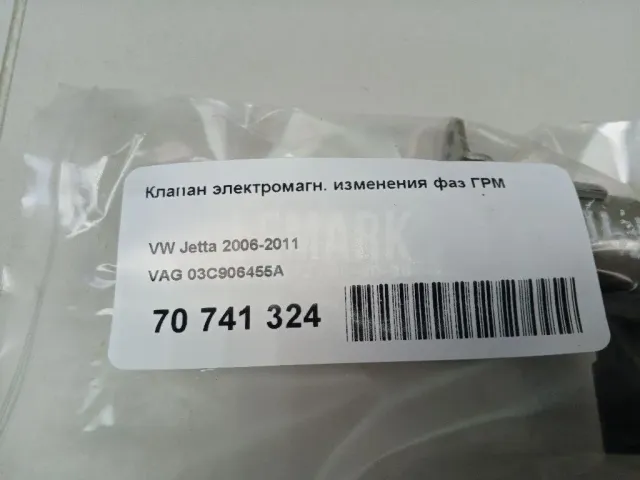 Клапан электромагн. изменения фаз ГРМ
VW Jetta 2006-2011
VAG 03C906455A
70 741 324